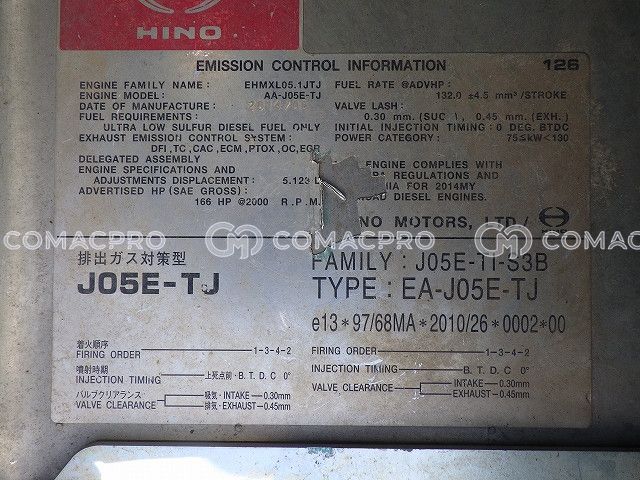 HINO
EMISSION CONTROL INFORMATION 126
ENGINE FAMILY NAME : EHMXL05.1JTJ
ENGINE MODEL: AA-J05E-TJ
DATE OF MANUFACTURE :
FUEL REQUIREMENTS :
ULTRA LOW SULFUR DIESEL FUEL ONLY
EXHAUST EMISSION CONTROL SYSTEM :
DFI ,TC ,CAC ,ECM ,PTOX ,OC,EGR
DELEGATED ASSEMBLY
ENGINE SPECIFICATIONS AND
ADJUSTMENTS DISPLACEMENT: 5.123
ADVERTISED HP (SAE GROSS):
166 HP @2000 R.P.M.
FUEL RATE @ADVHP:
132.0 ±4.5 mm³/STROKE
VALVE LASH:
0.30 mm. (SUC ), 0.45 mm. (EXH.)
INITIAL INJECTION TIMING: 0 DEG. BTDC
POWER CATEGORY: 75≤kW<130
ENGINE COMPLIES WITH
REGULATIONS AND
FOR 2014MY
DIESEL ENGINES.
NO MOTORS, LTD/
HINO
COMACPRO COMACPRO COMACPRO
排出ガス対策型
J05E-TJ
着火順序
FIRING ORDER 1-3-4-2
噴射時期
INJECTION TIMING 上死点前・B. T. D. C 0°
バルブクリアランス
VALVE CLEARANCE 吸気・INTAKE 0.30mm
排気・EXHAUST 0.45mm
FAMILY : J05E-TI-S3B
TYPE : EA-J05E-TJ
e13*97/68MA*2010/26*0002*00
FIRING ORDER 1-3-4-2
INJECTION TIMING B. T. D. C 0°
VALVE CLEARANCE INTAKE 0.30mm
EXHAUST 0.45mm